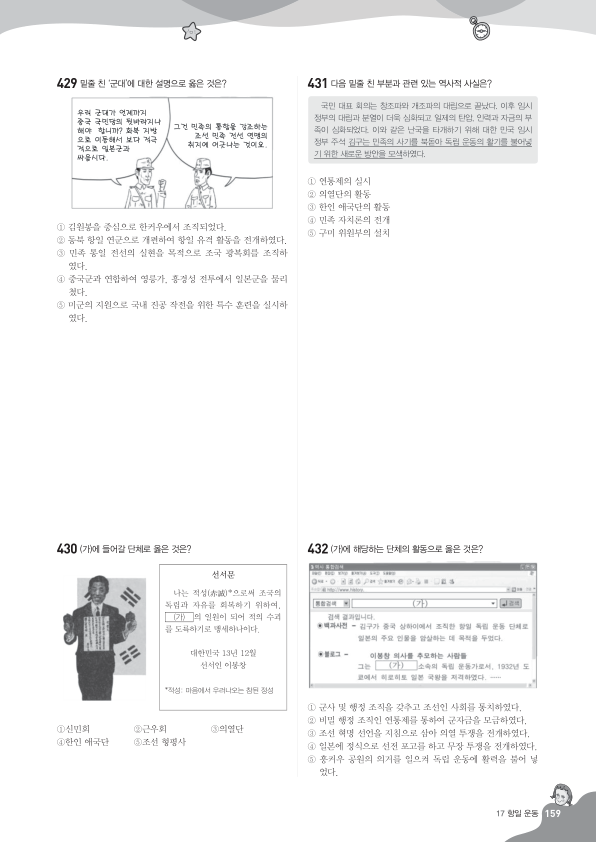 429 밑줄 친 '군대'에 대한 설명으로 옳은 것은?
우리 군대가 언제까지
중국 국민당의 뒷바라지나
해야 합니까? 화북 지방
으로 이동해서 보다 적극
적으로 일본군과
싸웁시다.
그건 민족의 통합을 강조하는
조선 민족 전선 연맹의
취지에 어긋나는 것이오.
① 김원봉을 중심으로 한커우에서 조직되었다.
② 동북 항일 연군으로 개편하여 항일 유격 활동을 전개하였다.
③ 민족 통일 전선의 실현을 목적으로 조국 광복회를 조직하
였다.
④ 중국군과 연합하여 영릉가, 흥경성 전투에서 일본군을 물리
쳤다.
⑤ 미군의 지원으로 국내 진공 작전을 위한 특수 훈련을 실시하
였다.
430 (가)에 들어갈 단체로 옳은 것은?
선서문
나는 적성(赤誠)*으로써 조국의
독립과 자유를 회복하기 위하여,
(가) 의 일원이 되어 적의 수괴
를 도륙하기로 맹세하나이다.
대한민국 13년 12월
선서인 이봉창
*적성: 마음에서 우러나오는 참된 정성
①신민회 ②근우회 ③의열단
④한인 애국단 ⑤조선 형평사
431 다음 밑줄 친 부분과 관련 있는 역사적 사실은?
국민 대표 회의는 창조파와 개조파의 대립으로 끝났다. 이후 임시
정부의 대립과 분열이 더욱 심화되고 일제의 탄압, 인력과 자금의 부
족이 심화되었다. 이와 같은 난국을 타개하기 위해 대한 민국 임시
정부 주석 김구는 민족의 사기를 북돋아 독립 운동의 활기를 불어넣
기 위한 새로운 방안을 모색하였다.
① 연통제의 실시
② 의열단의 활동
③ 한인 애국단의 활동
④ 민족 자치론의 전개
⑤ 구미 위원부의 설치
432 (가)에 해당하는 단체의 활동으로 옳은 것은?
통합검색 (가) 검색
검색 결과입니다.
◉백과사전 - 김구가 중국 상하이에서 조직한 항일 독립 운동 단체로
일본의 주요 인물을 암살하는 데 목적을 두었다.
◉블로그 - 이봉창 의사를 추모하는 사람들
그는 (가) 소속의 독립 운동가로서, 1932년 도
쿄에서 히로히토 일본 국왕을 저격하였다. ……
① 군사 및 행정 조직을 갖추고 조선인 사회를 통치하였다.
② 비밀 행정 조직인 연통제를 통하여 군자금을 모금하였다.
③ 조선 혁명 선언을 지침으로 삼아 의열 투쟁을 전개하였다.
④ 일본에 정식으로 선전 포고를 하고 무장 투쟁을 전개하였다.
⑤ 훙커우 공원의 의거를 일으켜 독립 운동에 활력을 불어 넣
었다.
17 항일 운동 159